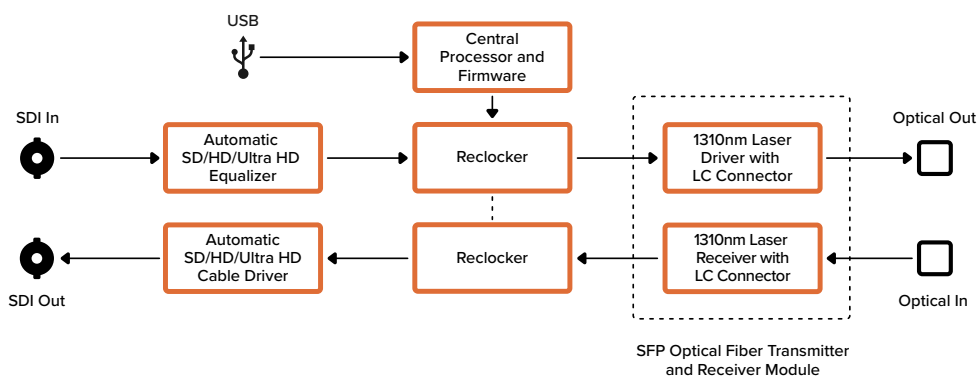 USB
Central
Processor and
Firmware
SDI In
Automatic
SD/HD/Ultra HD
Equalizer
Reclocker
1310nm Laser
Driver with
LC Connector
Optical Out
SDI Out
Automatic
SD/HD/Ultra HD
Cable Driver
Reclocker
1310nm Laser
Receiver with
LC Connector
Optical In
SFP Optical Fiber Transmitter
and Receiver Module